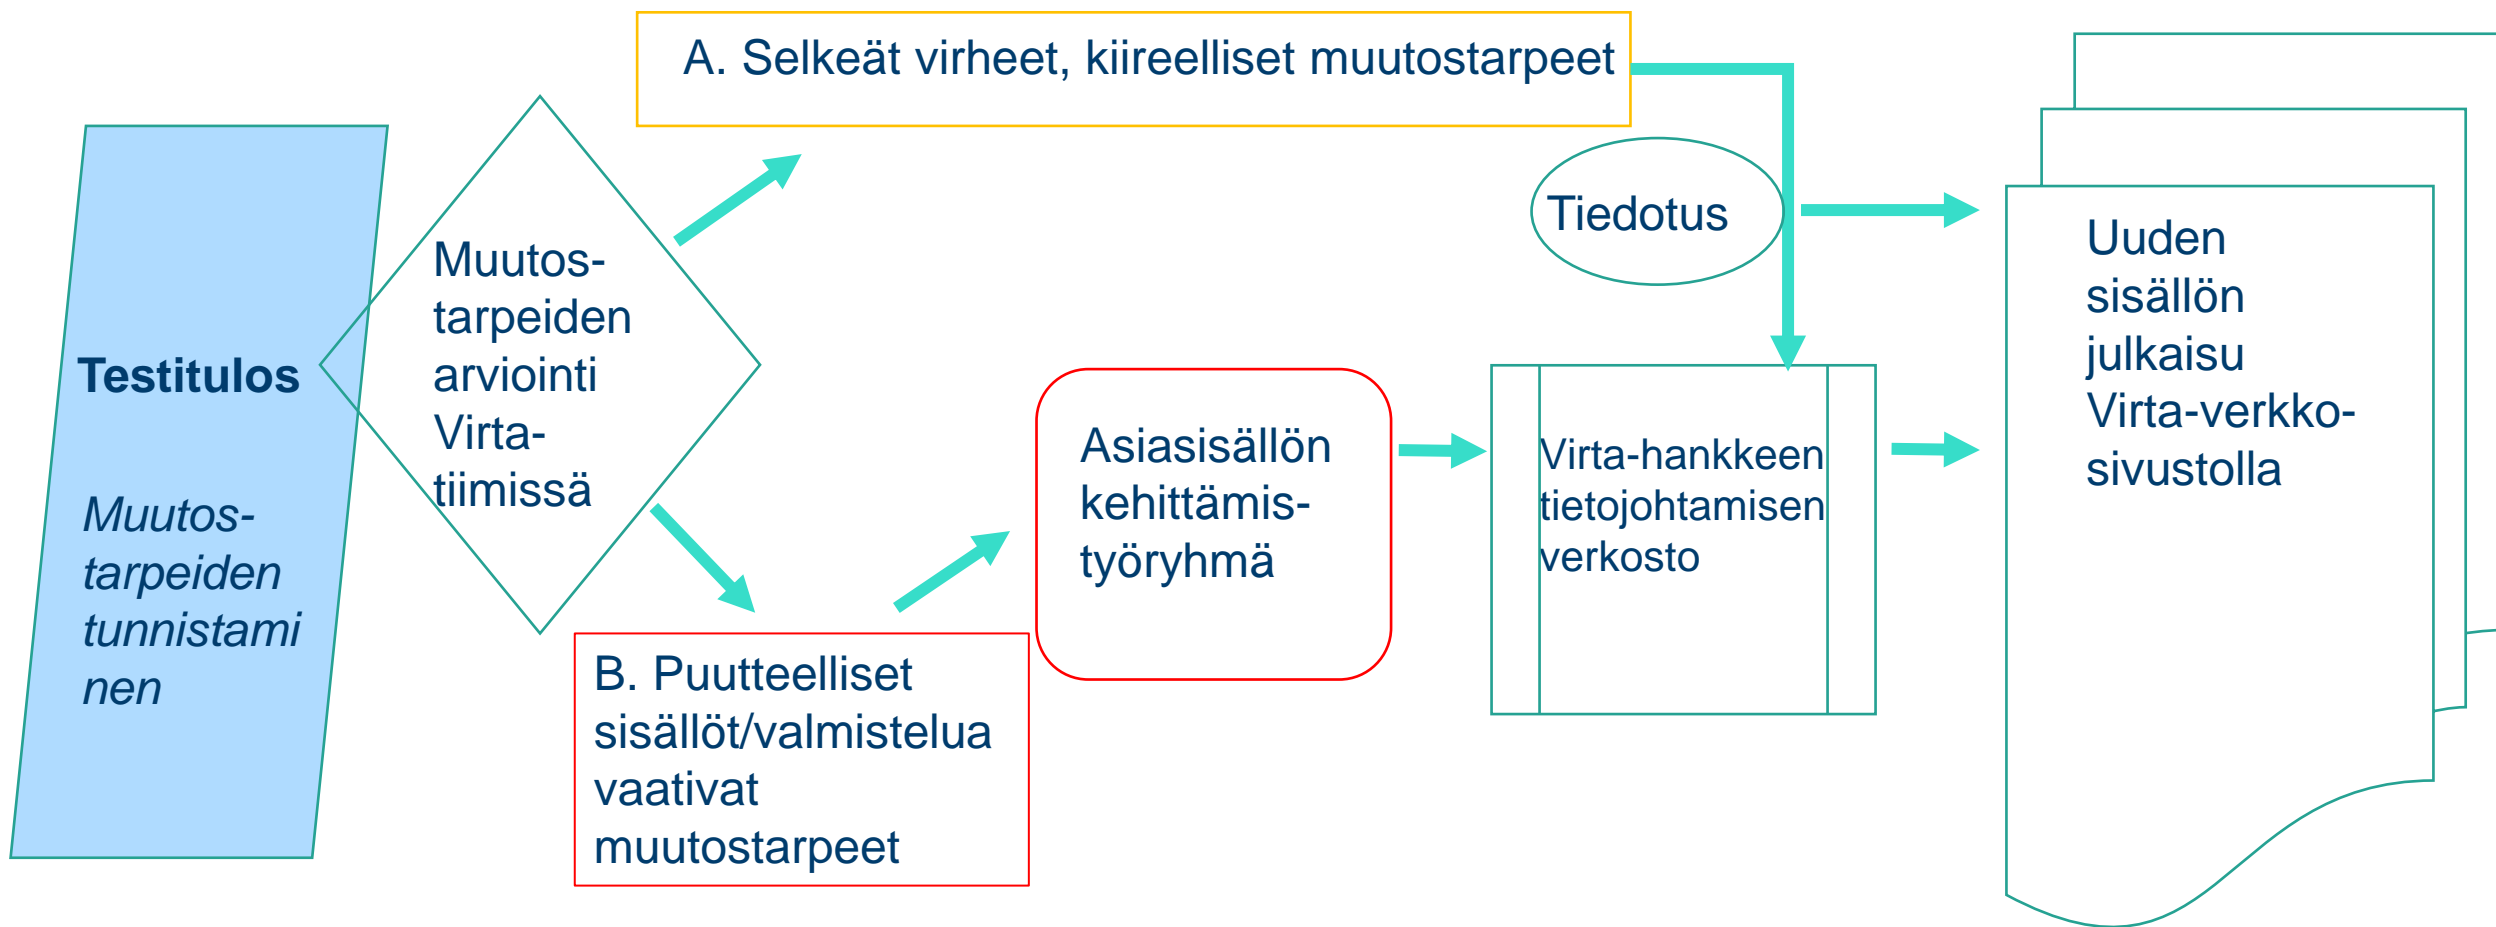 Testitulos
Muutos-
tarpeiden
tunnistami
nen
Muutos-
tarpeiden
arviointi
Virta-
tiimissä
A. Selkeät virheet, kiireelliset muutostarpeet
B. Puutteelliset
sisällöt/valmistelua
vaativat
muutostarpeet
Asiasisällön
kehittämis-
työryhmä
Tiedotus
Virta-hankkeen
tietojohtamisen
verkosto
Uuden
sisällön
julkaisu
Virta-verkko-
sivustolla